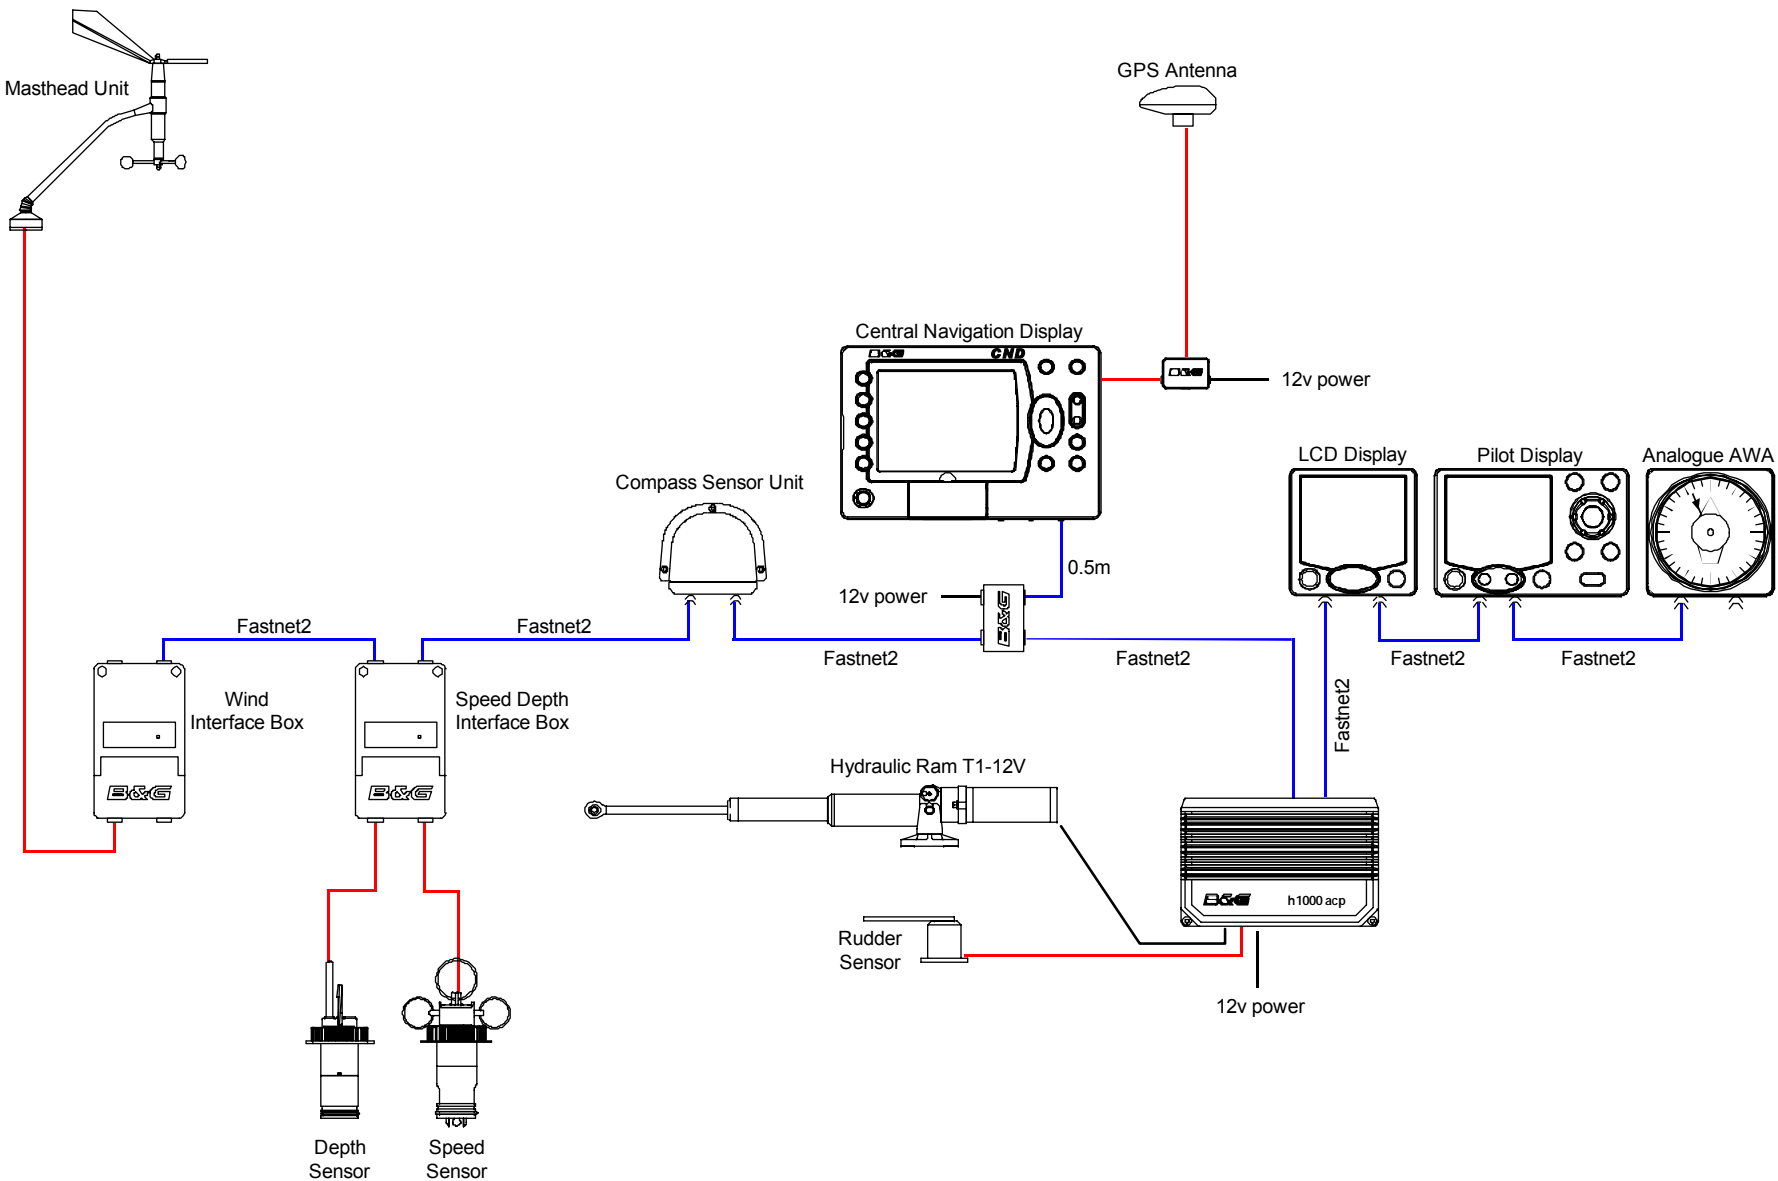 Masthead Unit
GPS Antenna
Central Navigation Display
B&G
CND
B&G
12v power
LCD Display
Pilot Display
Analogue AWA
Compass Sensor Unit
0.5m
12v power
B&G
Fastnet2
Fastnet2
Fastnet2
Fastnet2
Fastnet2
Fastnet2
Fastnet2
Wind
Interface Box
Speed Depth
Interface Box
B&G
B&G
Hydraulic Ram T1-12V
B&G
h1000 acp
Rudder
Sensor
12v power
Depth
Sensor
Speed
Sensor